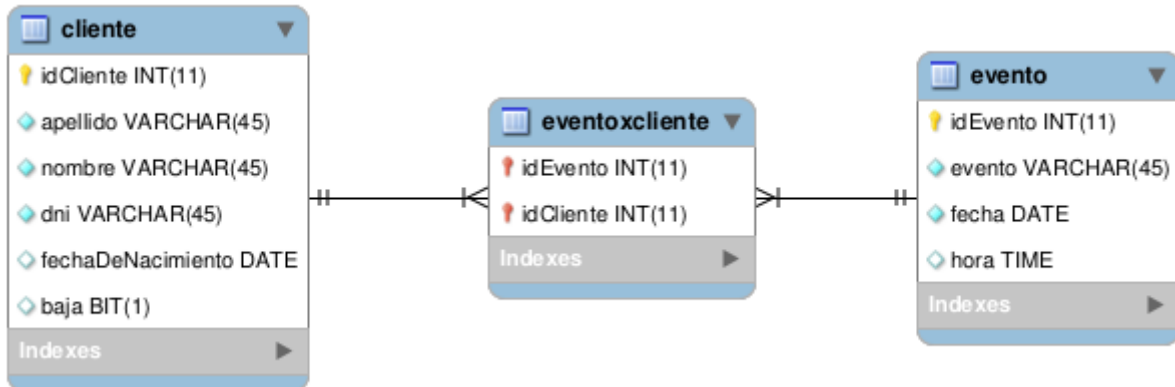 cliente
idCliente INT(11)
apellido VARCHAR(45)
nombre VARCHAR(45)
dni VARCHAR(45)
fechaDeNacimiento DATE
baja BIT(1)
Indexes
eventoxcliente
idEvento INT(11)
idCliente INT(11)
Indexes
evento
idEvento INT(11)
evento VARCHAR(45)
fecha DATE
hora TIME
Indexes